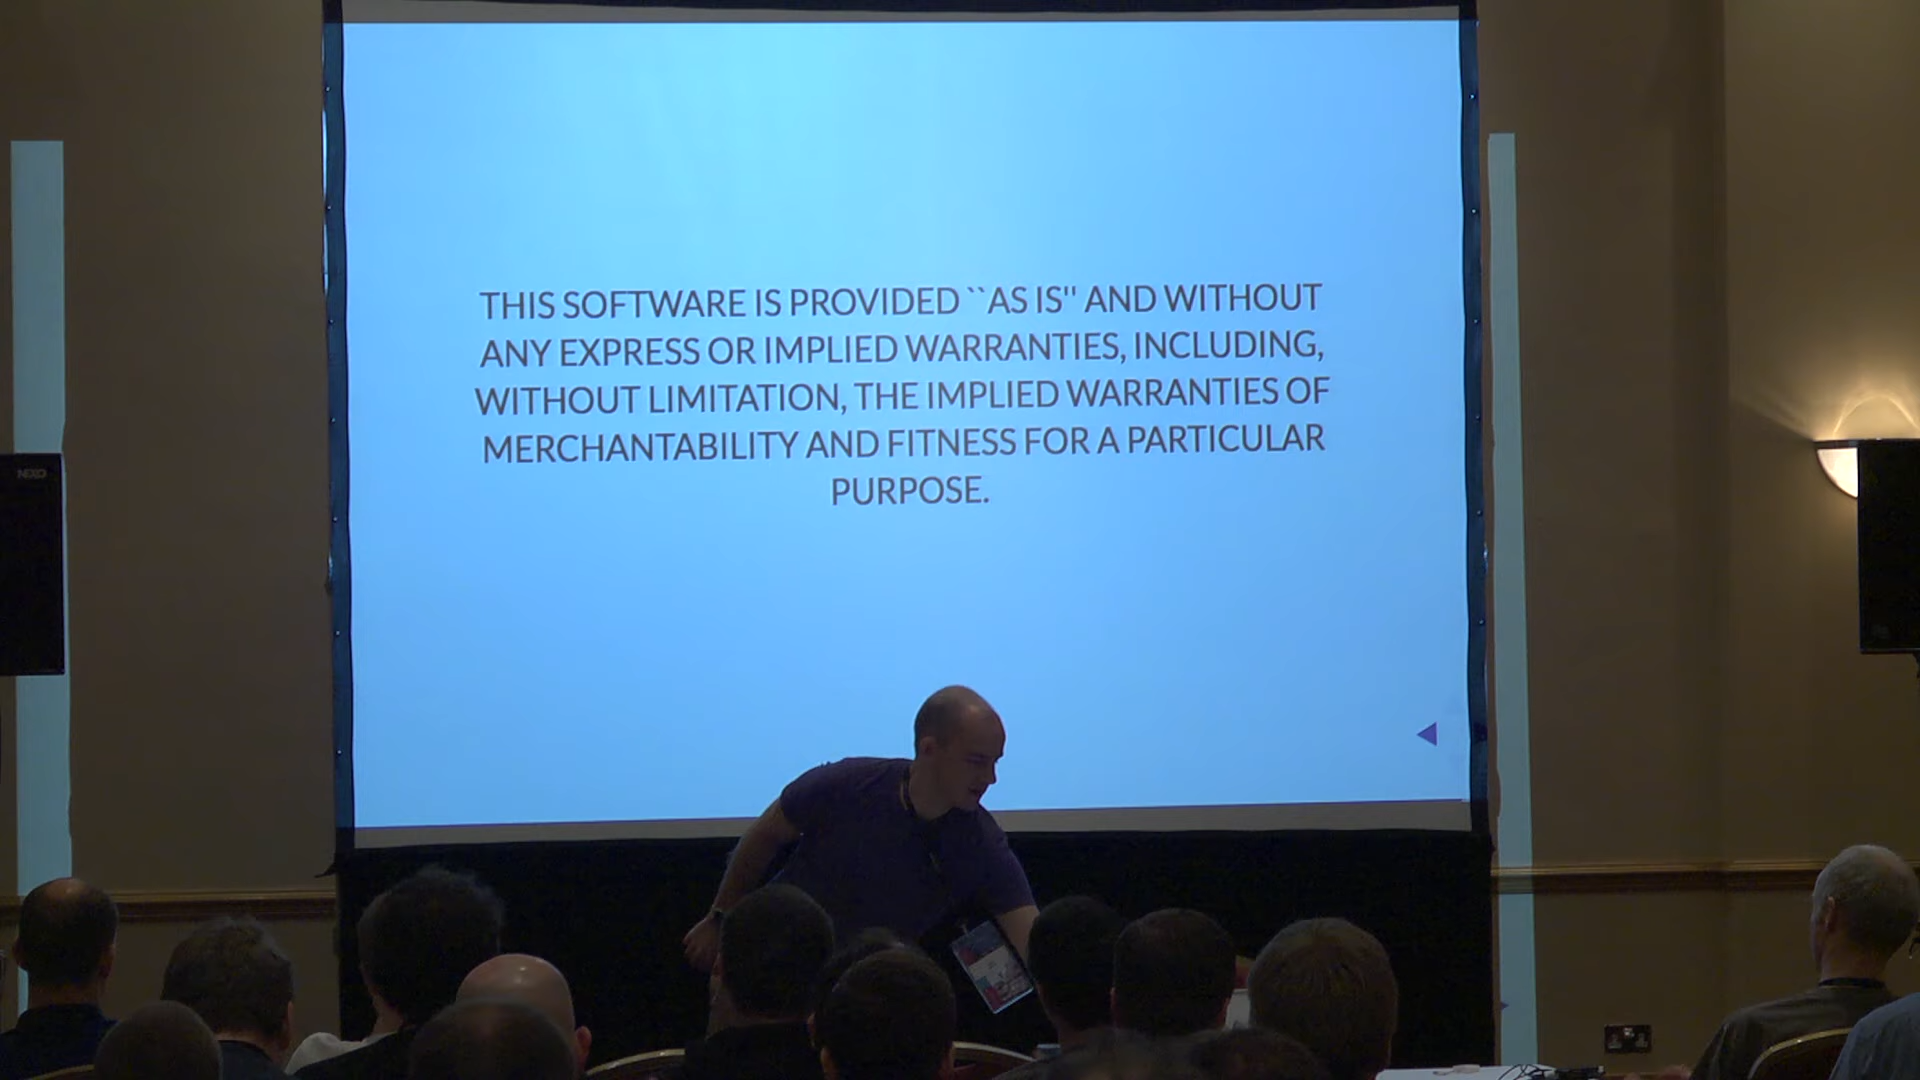 THIS SOFTWARE IS PROVIDED ``AS IS'' AND WITHOUT
ANY EXPRESS OR IMPLIED WARRANTIES, INCLUDING,
WITHOUT LIMITATION, THE IMPLIED WARRANTIES OF
MERCHANTABILITY AND FITNESS FOR A PARTICULAR
PURPOSE.
NEXO